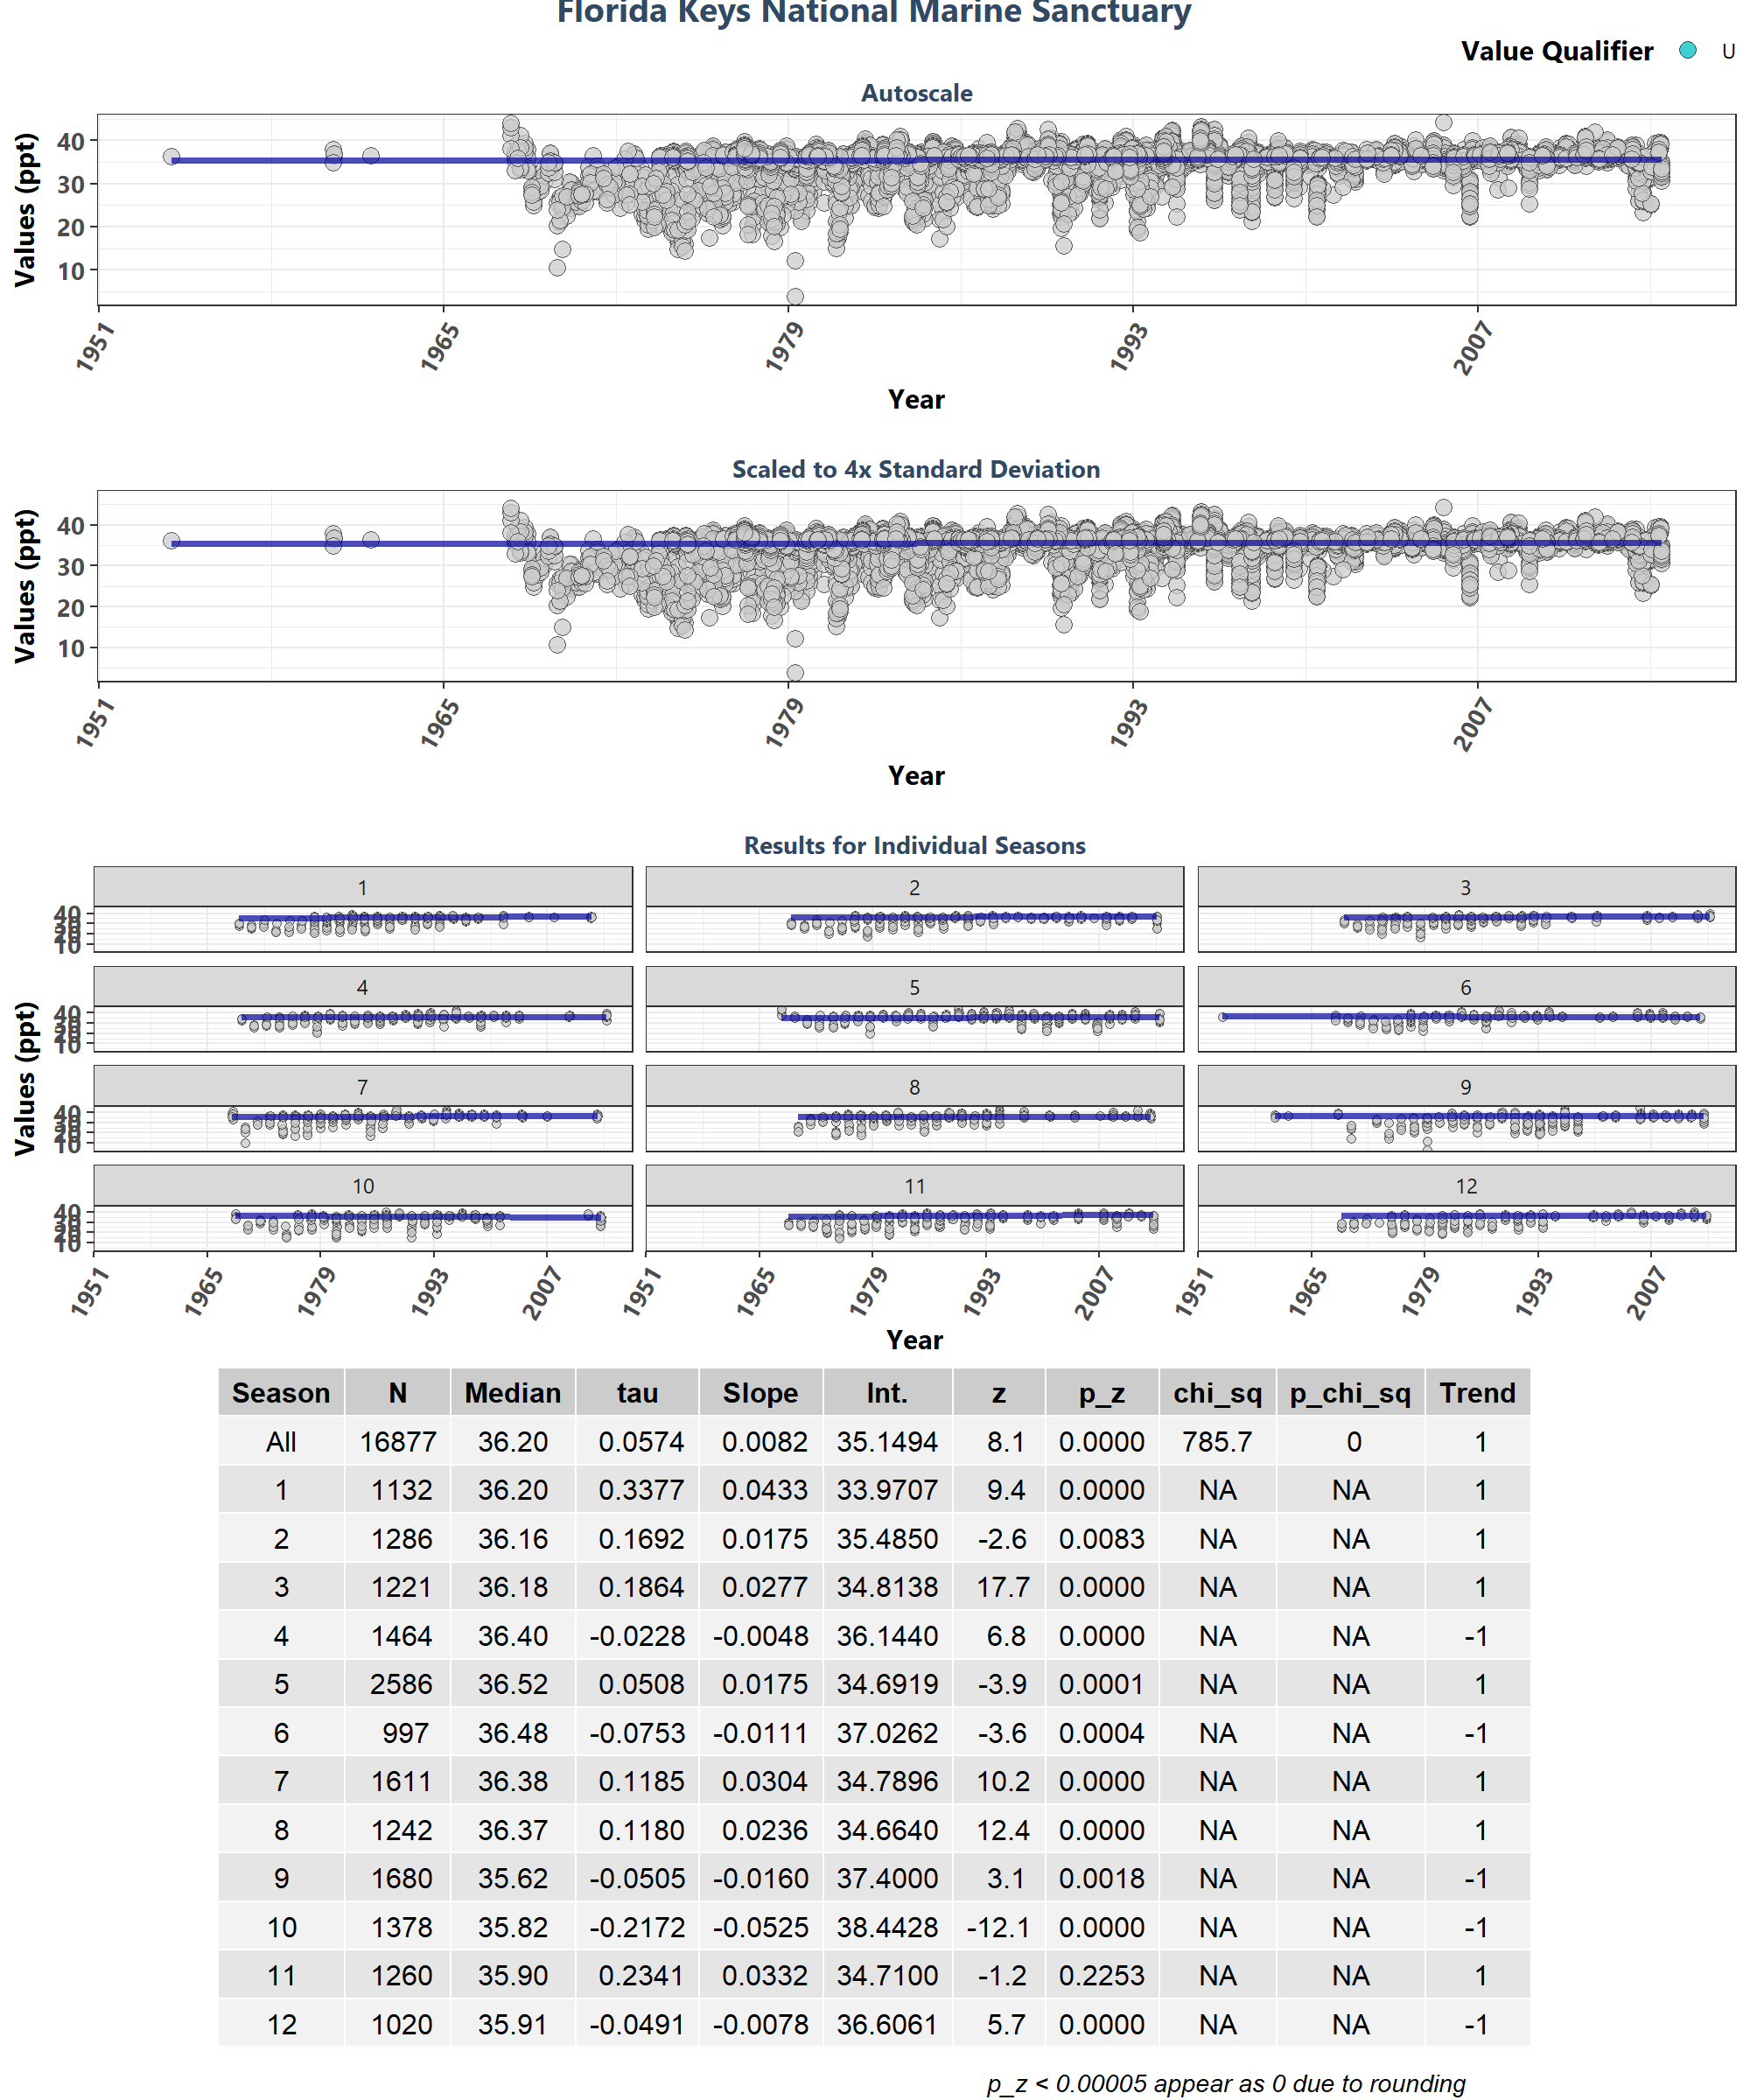 Florida Keys National Marine Sanctuary
Value Qualifier U
Autoscale
Values (ppt)
40
30
20
10
1951 1965 1979 1993 2007
Year
Scaled to 4x Standard Deviation
Values (ppt)
40
30
20
10
1951 1965 1979 1993 2007
Year
Results for Individual Seasons
Values (ppt)
1 2 3
40
30
20
10
4 5 6
40
30
20
10
7 8 9
40
30
20
10
10 11 12
40
30
20
10
1951 1965 1979 1993 2007 1951 1965 1979 1993 2007 1951 1965 1979 1993 2007
Year
Season N Median tau Slope Int. z p_z chi_sq p_chi_sq Trend
All 16877 36.20 0.0574 0.0082 35.1494 8.1 0.0000 785.7 0 1
1 1132 36.20 0.3377 0.0433 33.9707 9.4 0.0000 NA NA 1
2 1286 36.16 0.1692 0.0175 35.4850 -2.6 0.0083 NA NA 1
3 1221 36.18 0.1864 0.0277 34.8138 17.7 0.0000 NA NA 1
4 1464 36.40 -0.0228 -0.0048 36.1440 6.8 0.0000 NA NA -1
5 2586 36.52 0.0508 0.0175 34.6919 -3.9 0.0001 NA NA 1
6 997 36.48 -0.0753 -0.0111 37.0262 -3.6 0.0004 NA NA -1
7 1611 36.38 0.1185 0.0304 34.7896 10.2 0.0000 NA NA 1
8 1242 36.37 0.1180 0.0236 34.6640 12.4 0.0000 NA NA 1
9 1680 35.62 -0.0505 -0.0160 37.4000 3.1 0.0018 NA NA -1
10 1378 35.82 -0.2172 -0.0525 38.4428 -12.1 0.0000 NA NA -1
11 1260 35.90 0.2341 0.0332 34.7100 -1.2 0.2253 NA NA 1
12 1020 35.91 -0.0491 -0.0078 36.6061 5.7 0.0000 NA NA -1
p_z < 0.00005 appear as 0 due to rounding